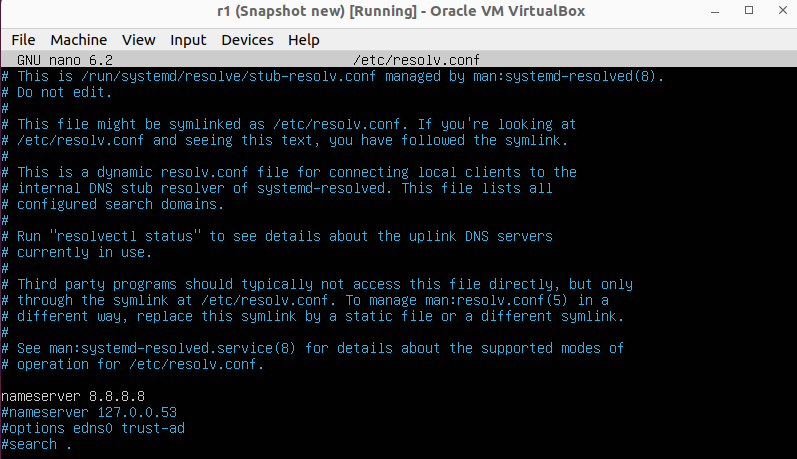 r1 (Snapshot new) [Running] - Oracle VM VirtualBox
File Machine View Input Devices Help
GNU nano 6.2 /etc/resolv.conf
# This is /run/systemd/resolve/stub-resolv.conf managed by man:systemd-resolved(8).
# Do not edit.
#
# This file might be symlinked as /etc/resolv.conf. If you're looking at
# /etc/resolv.conf and seeing this text, you have followed the symlink.
#
# This is a dynamic resolv.conf file for connecting local clients to the
# internal DNS stub resolver of systemd-resolved. This file lists all
# configured search domains.
#
# Run "resolvectl status" to see details about the uplink DNS servers
# currently in use.
#
# Third party programs should typically not access this file directly, but only
# through the symlink at /etc/resolv.conf. To manage man:resolv.conf(5) in a
# different way, replace this symlink by a static file or a different symlink.
#
# See man:systemd-resolved.service(8) for details about the supported modes of
# operation for /etc/resolv.conf.
nameserver 8.8.8.8
#nameserver 127.0.0.53
#options edns0 trust-ad
#search .